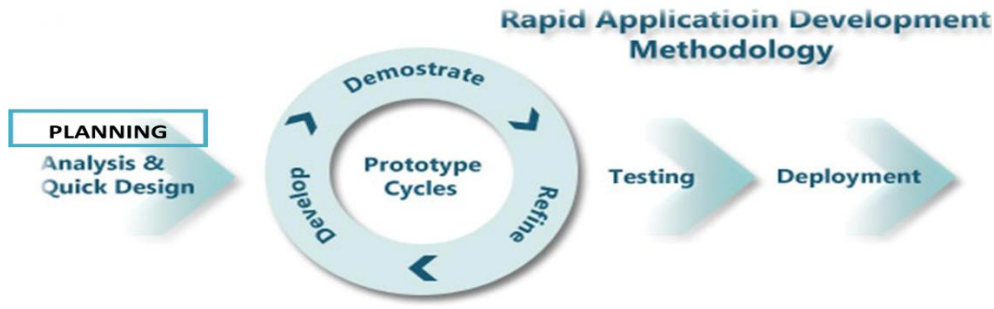 Rapid Applicatioin Development
Methodology
PLANNING
Analysis &
Quick Design
Demostrate
Prototype
Cycles
Develop
Refine
Testing
Deployment